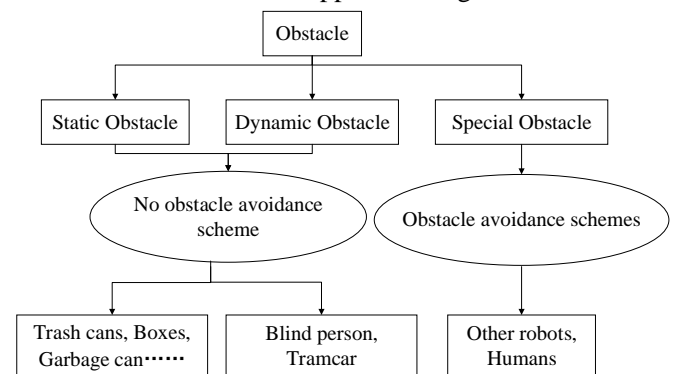 Obstacle
Static Obstacle
Dynamic Obstacle
Special Obstacle
No obstacle avoidance
scheme
Obstacle avoidance schemes
Trash cans, Boxes,
Garbage can⋯⋯
Blind person,
Tramcar
Other robots,
Humans